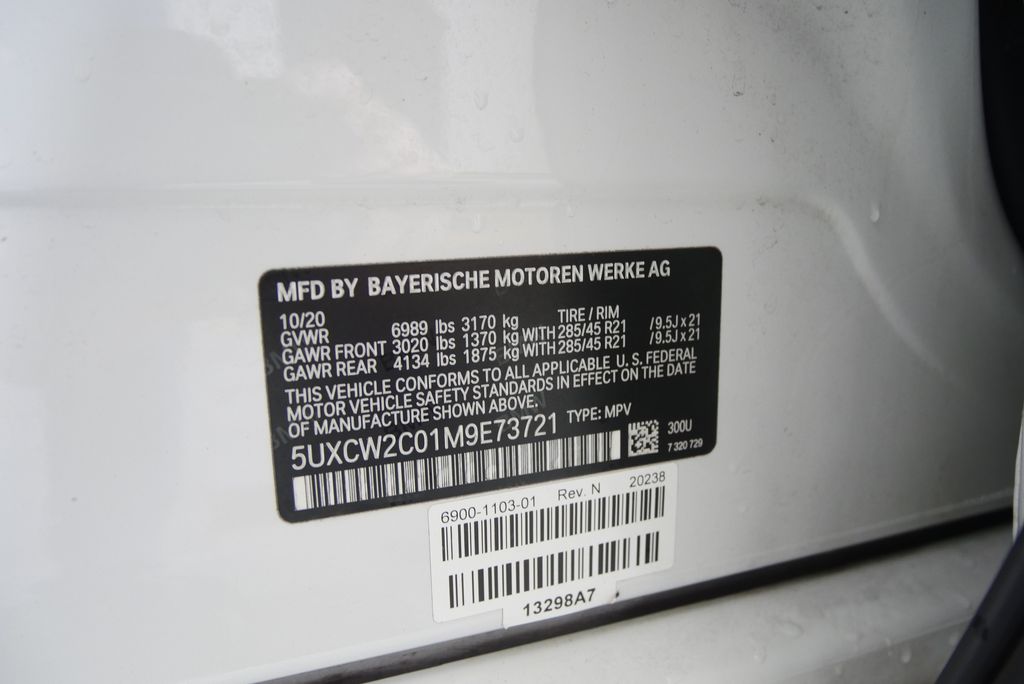 MFD BY BAYERISCHE MOTOREN WERKE AG
10/20 TIRE / RIM
GVWR 6989 lbs 3170 kg
GAWR FRONT 3020 lbs 1370 kg WITH 285/45 R21 /9.5J x 21
GAWR REAR 4134 lbs 1875 kg WITH 285/45 R21 /9.5J x 21
THIS VEHICLE CONFORMS TO ALL APPLICABLE U. S. FEDERAL
MOTOR VEHICLE SAFETY STANDARDS IN EFFECT ON THE DATE
OF MANUFACTURE SHOWN ABOVE.
5UXCW2C01M9E73721 TYPE: MPV
300U
7 320 729
6900-1103-01 Rev. N 20238
13298A7